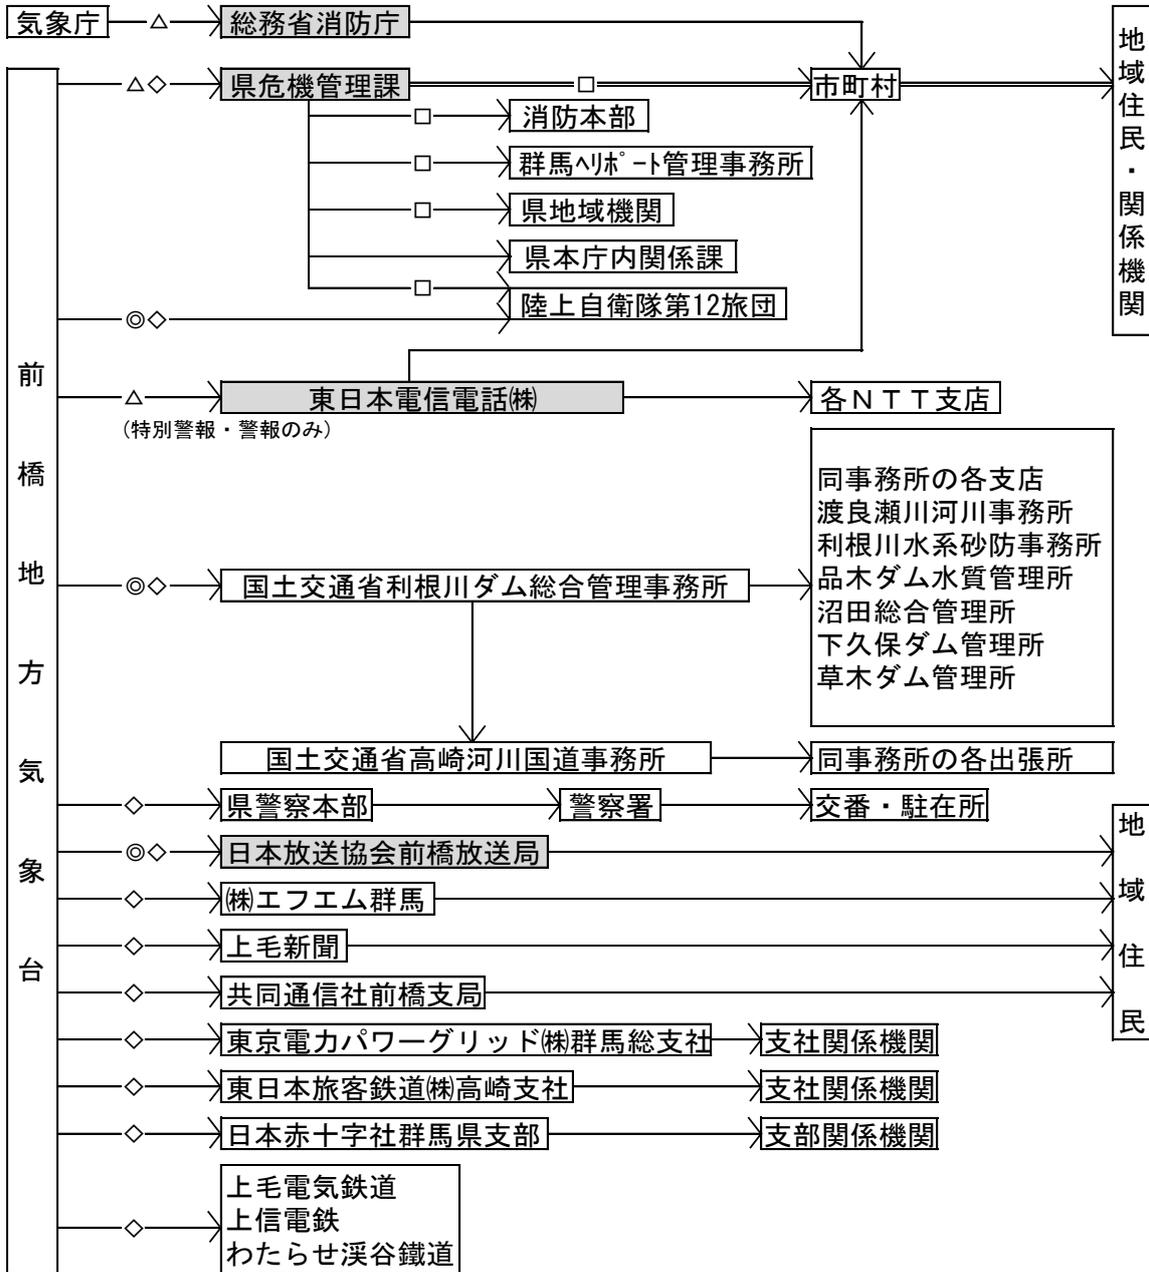 気象庁
△
総務省消防庁
地域住民・関係機関
前橋地方気象台
△◇
県危機管理課
□
市町村
□
消防本部
□
群馬ﾍﾘﾎﾟｰﾄ管理事務所
□
県地域機関
県本庁内関係課
□
陸上自衛隊第12旅団
◎◇
△
東日本電信電話㈱
各ＮＴＴ支店
(特別警報・警報のみ)
同事務所の各支店
渡良瀬川河川事務所
利根川水系砂防事務所
品木ダム水質管理所
沼田総合管理所
下久保ダム管理所
草木ダム管理所
◎◇
国土交通省利根川ダム総合管理事務所
国土交通省高崎河川国道事務所
同事務所の各出張所
◇
県警察本部
警察署
交番・駐在所
地域住民
◎◇
日本放送協会前橋放送局
◇
㈱エフエム群馬
◇
上毛新聞
◇
共同通信社前橋支局
◇
東京電力パワーグリッド㈱群馬総支社
支社関係機関
◇
東日本旅客鉄道㈱高崎支社
支社関係機関
◇
日本赤十字社群馬県支部
支部関係機関
◇
上毛電気鉄道
上信電鉄
わたらせ渓谷鐵道